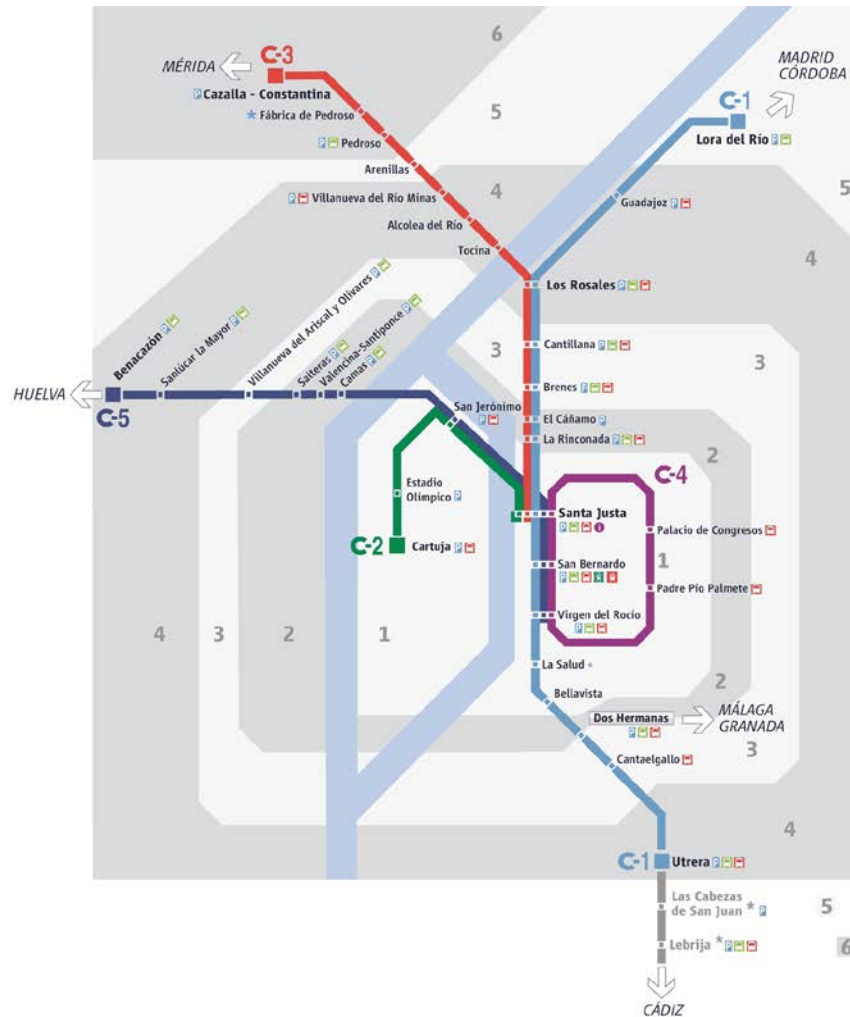 6
MÉRIDA
C-3
MADRID
CÓRDOBA
Cazalla - Constantina
* Fábrica de Pedroso
5
C-1
Lora del Río
Pedroso
Arenillas
4
5
Villanueva del Río Minas
Guadajoz
Alcolea del Río
Tocina
4
Los Rosales
Benacazón
Sanlúcar la Mayor
Villanueva del Ariscal y Olivares
Salteras
Valencina-Santiponce
Camas
3
Cantillana
3
Brenes
HUELVA
C-5
San Jerónimo
El Cáñamo
La Rinconada
2
C-4
Estadio
Olímpico
Santa Justa
Palacio de Congresos
C-2
Cartuja
San Bernardo
1
Padre Pío Palmete
4
3
2
1
Virgen del Rocío
La Salud
2
Bellavista
Dos Hermanas
MÁLAGA
GRANADA
3
Cantaelgallo
4
C-1
Utrera
Las Cabezas
de San Juan *
5
Lebrija *
6
CÁDIZ